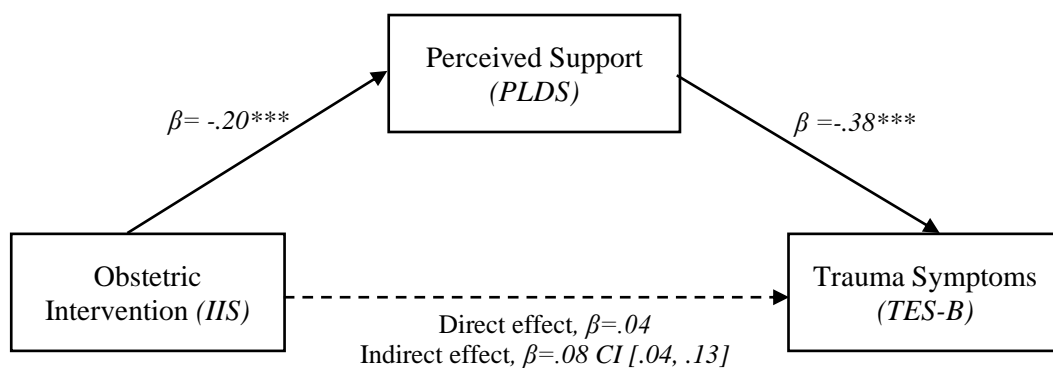 Perceived Support
(PLDS)
β= -.20***
β =-.38***
Obstetric
Intervention (IIS)
Trauma Symptoms
(TES-B)
Direct effect, β=.04
Indirect effect, β=.08 CI [.04, .13]